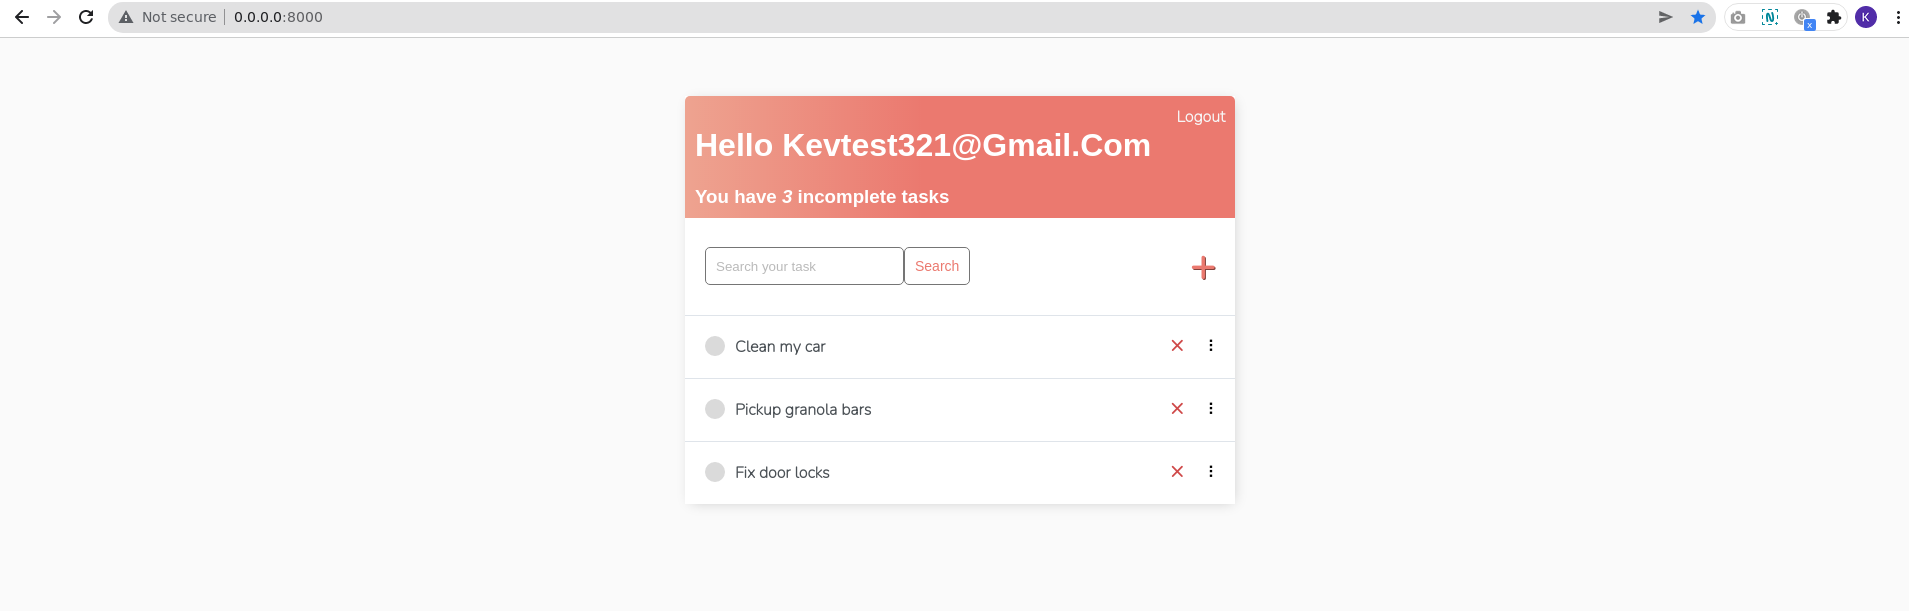 Not secure 0.0.0.0:8000
K
x
Logout
Hello Kevtest321@Gmail.Com
You have 3 incomplete tasks
Search your task Search
Clean my car
Pickup granola bars
Fix door locks